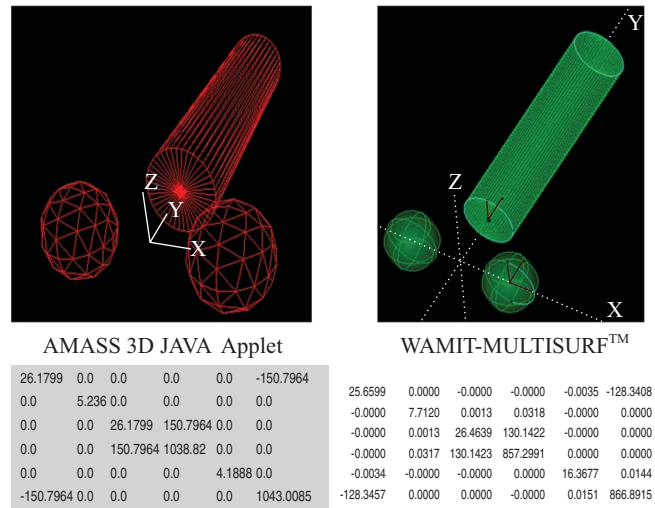 Z
Y
X
Y
Z
X
AMASS 3D JAVA Applet
WAMIT-MULTISURF™
26.1799 0.0 0.0 0.0 0.0 -150.7964
0.0 5.236 0.0 0.0 0.0 0.0
0.0 0.0 26.1799 150.7964 0.0 0.0
0.0 0.0 150.7964 1038.82 0.0 0.0
0.0 0.0 0.0 0.0 4.1888 0.0
-150.7964 0.0 0.0 0.0 0.0 1043.0085
25.6599 0.0000 -0.0000 -0.0000 -0.0035 -128.3408
-0.0000 7.7120 0.0013 0.0318 -0.0000 0.0000
-0.0000 0.0013 26.4639 130.1422 -0.0000 0.0000
-0.0000 0.0317 130.1423 857.2991 -0.0000 0.0000
-0.0034 -0.0000 -0.0000 0.0000 16.3677 0.0144
-128.3457 0.0000 0.0000 -0.0000 0.0151 866.8915